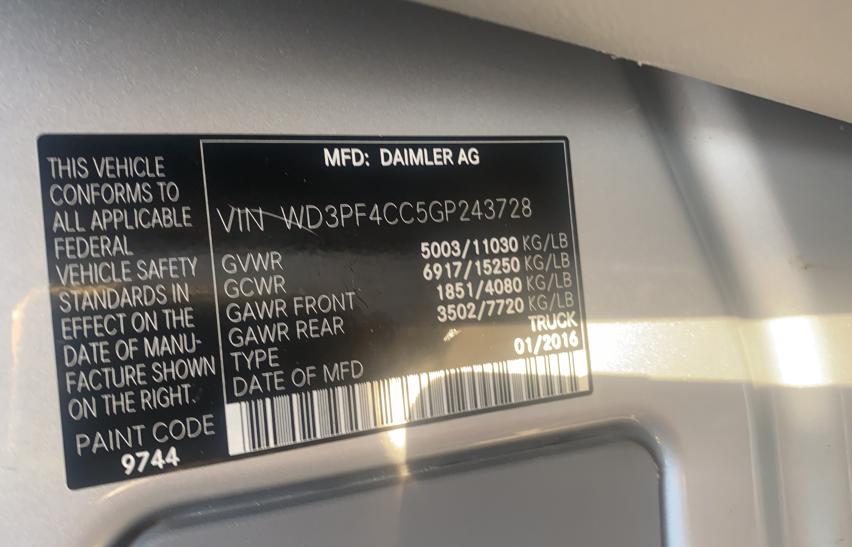 THIS VEHICLE
CONFORMS TO
ALL APPLICABLE
FEDERAL
VEHICLE SAFETY
STANDARDS IN
EFFECT ON THE
DATE OF MANU-
FACTURE SHOWN
ON THE RIGHT.
PAINT CODE
9744
MFD: DAIMLER AG
VIN WD3PF4CC5GP243728
GVWR 5003/11030 KG/LB
GCWR 6917/15250 KG/LB
GAWR FRONT 1851/4080 KG/LB
GAWR REAR 3502/7720 KG/LB
TYPE TRUCK
DATE OF MFD 01/2016